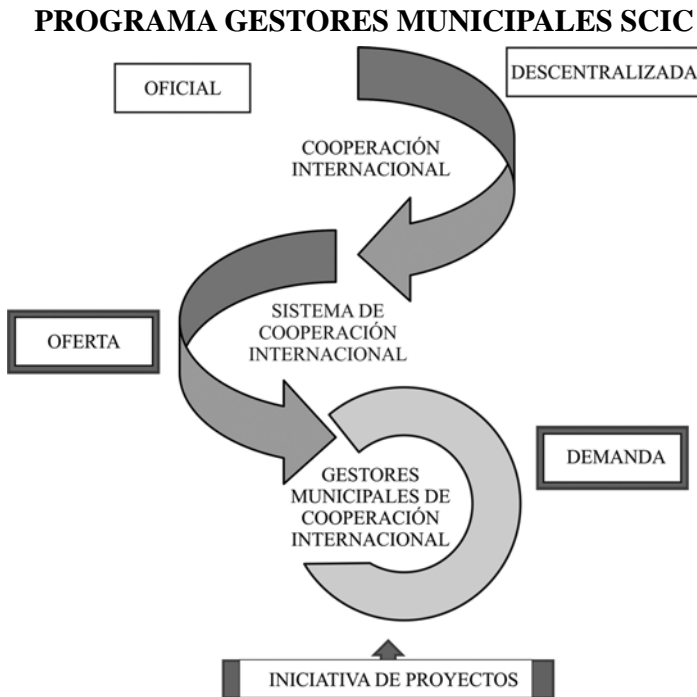 PROGRAMA GESTORES MUNICIPALES SCIC
OFICIAL
DESCENTRALIZADA
COOPERACIÓN
INTERNACIONAL
SISTEMA DE
COOPERACIÓN
INTERNACIONAL
OFERTA
DEMANDA
GESTORES
MUNICIPALES DE
COOPERACIÓN
INTERNACIONAL
INICIATIVA DE PROYECTOS